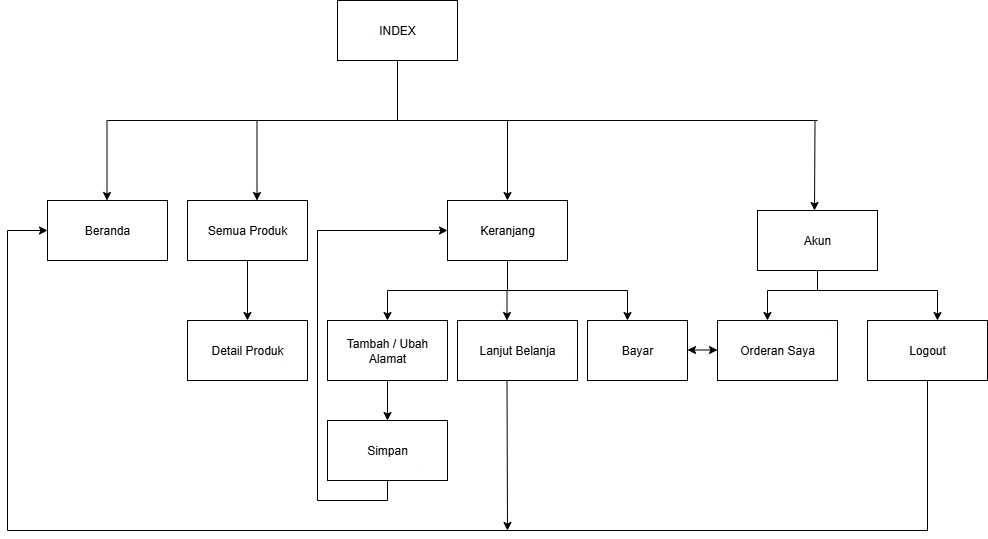 INDEX
Beranda
Semua Produk
Keranjang
Akun
Detail Produk
Tambah / Ubah
Alamat
Lanjut Belanja
Bayar
Orderan Saya
Logout
Simpan